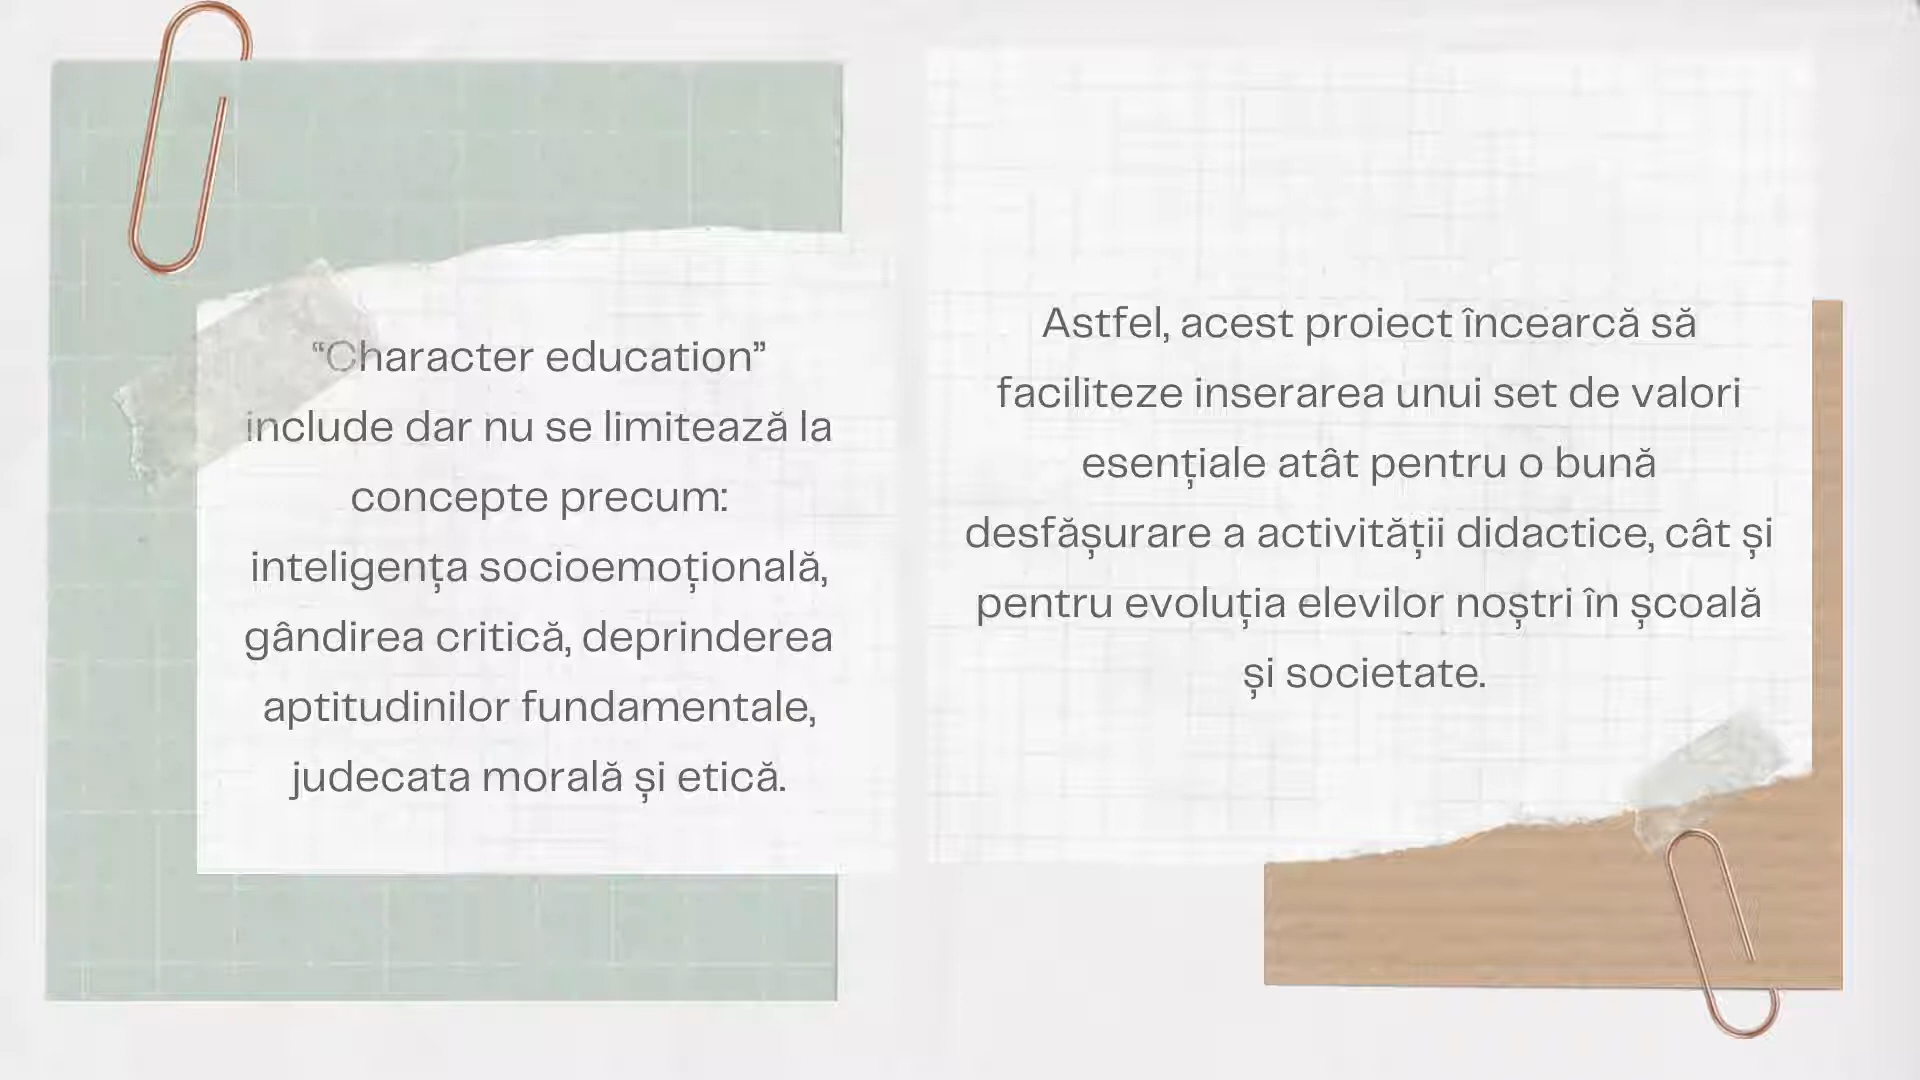 “Character education”
include dar nu se limitează la
concepte precum:
inteligența socioemoțională,
gândirea critică, deprinderea
aptitudinilor fundamentale,
judecata morală și etică.
Astfel, acest proiect încearcă să
faciliteze inserarea unui set de valori
esențiale atât pentru o bună
desfășurare a activității didactice, cât și
pentru evoluția elevilor noștri în școală
și societate.